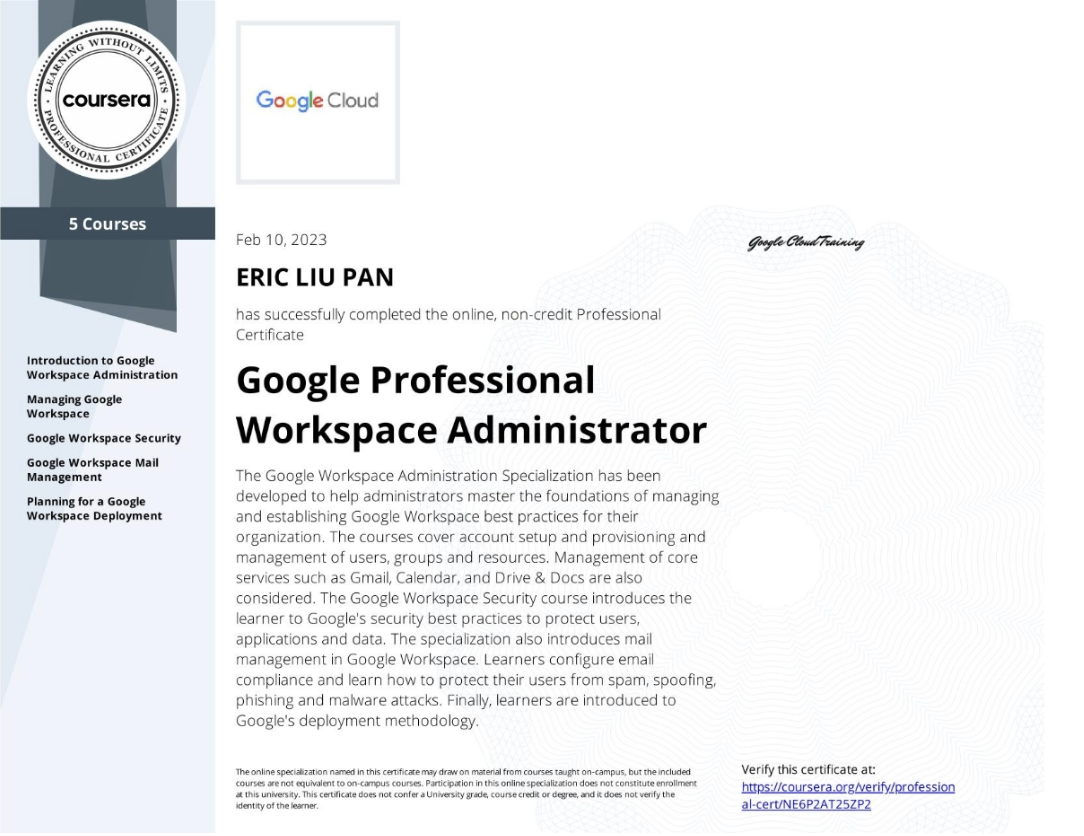 LEARNING WITHOUT LIMITS
coursera
PROFESSIONAL CERTIFICATE
5 Courses
Introduction to Google
Workspace Administration
Managing Google
Workspace
Google Workspace Security
Google Workspace Mail
Management
Planning for a Google
Workspace Deployment
Google Cloud
Feb 10, 2023
ERIC LIU PAN
has successfully completed the online, non-credit Professional
Certificate
Google Professional
Workspace Administrator
The Google Workspace Administration Specialization has been
developed to help administrators master the foundations of managing
and establishing Google Workspace best practices for their
organization. The courses cover account setup and provisioning and
management of users, groups and resources. Management of core
services such as Gmail, Calendar, and Drive & Docs are also
considered. The Google Workspace Security course introduces the
learner to Google's security best practices to protect users,
applications and data. The specialization also introduces mail
management in Google Workspace. Learners configure email
compliance and learn how to protect their users from spam, spoofing,
phishing and malware attacks. Finally, learners are introduced to
Google's deployment methodology.
Google Cloud Training
The online specialization named in this certificate may draw on material from courses taught on-campus, but the included
courses are not equivalent to on-campus courses. Participation in this online specialization does not constitute enrollment
at this university. This certificate does not confer a University grade, course credit or degree, and it does not verify the
identity of the learner.
Verify this certificate at:
https://coursera.org/verify/profession
al-cert/NE6P2AT25ZP2